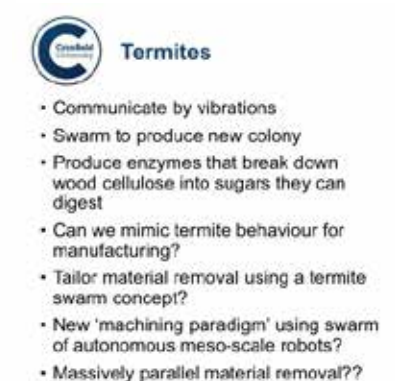 Cranfield
University
Termites
• Communicate by vibrations
• Swarm to produce new colony
• Produce enzymes that break down
wood cellulose into sugars they can
digest
• Can we mimic termite behaviour for
manufacturing?
• Tailor material removal using a termite
swarm concept?
• New 'machining paradigm' using swarm
of autonomous meso-scale robots?
• Massively parallel material removal??